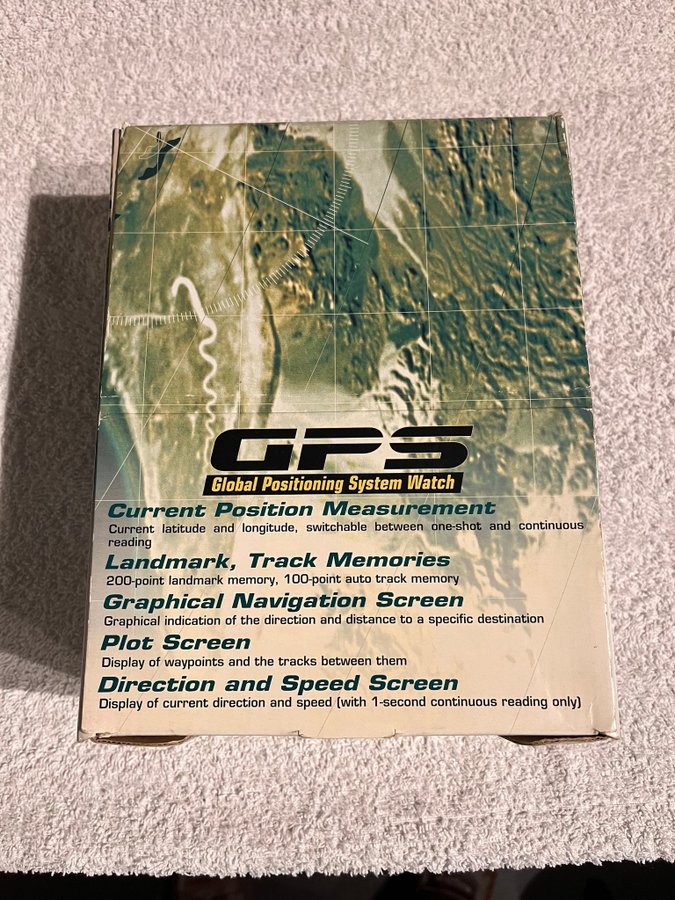 GPS
Global Positioning System Watch
Current Position Measurement
Current latitude and longitude, switchable between one-shot and continuous
reading
Landmark, Track Memories
200-point landmark memory, 100-point auto track memory
Graphical Navigation Screen
Graphical indication of the direction and distance to a specific destination
Plot Screen
Display of waypoints and the tracks between them
Direction and Speed Screen
Display of current direction and speed (with 1-second continuous reading only)